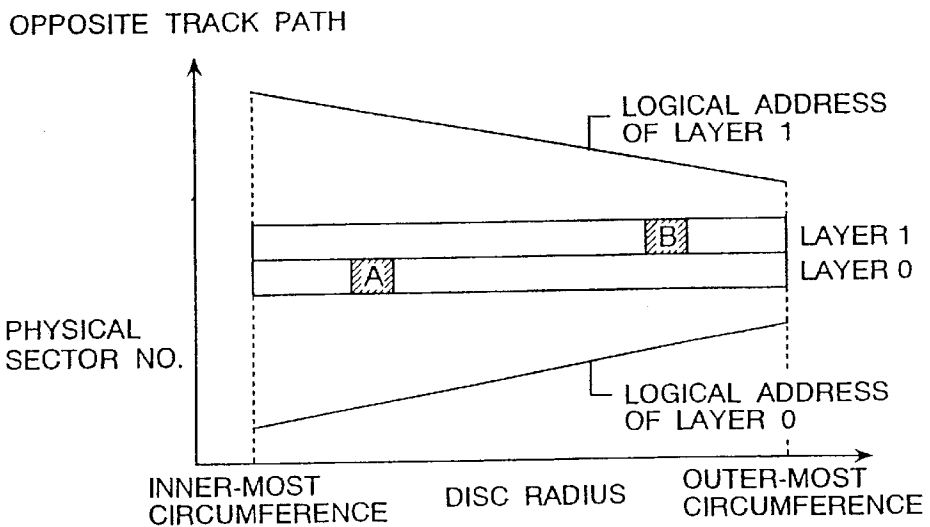 OPPOSITE TRACK PATH
LOGICAL ADDRESS
OF LAYER 1
B
LAYER 1
A
LAYER 0
PHYSICAL
SECTOR NO.
LOGICAL ADDRESS
OF LAYER 0
INNER-MOST
CIRCUMFERENCE
DISC RADIUS
OUTER-MOST
CIRCUMFERENCE